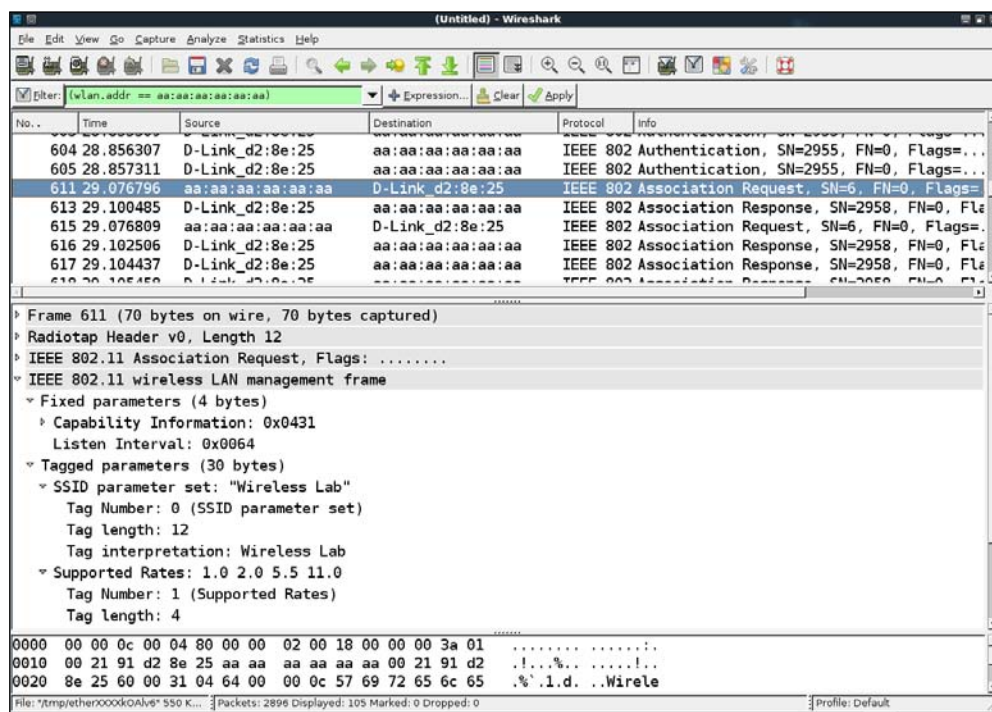 (Untitled) - Wireshark
File Edit View Go Capture Analyze Statistics Help
Filter: (wlan.addr == aa:aa:aa:aa:aa:aa) Expression... Clear Apply
No. . Time Source Destination Protocol Info
604 28.856307 D-Link_d2:8e:25 aa:aa:aa:aa:aa:aa IEEE 802 Authentication, SN=2955, FN=0, Flags=...
605 28.857311 D-Link_d2:8e:25 aa:aa:aa:aa:aa:aa IEEE 802 Authentication, SN=2955, FN=0, Flags=...
611 29.076796 aa:aa:aa:aa:aa:aa D-Link_d2:8e:25 IEEE 802 Association Request, SN=6, FN=0, Flags=
613 29.100485 D-Link_d2:8e:25 aa:aa:aa:aa:aa:aa IEEE 802 Association Response, SN=2958, FN=0, Fla
615 29.076809 aa:aa:aa:aa:aa:aa D-Link_d2:8e:25 IEEE 802 Association Request, SN=6, FN=0, Flags=.
616 29.102506 D-Link_d2:8e:25 aa:aa:aa:aa:aa:aa IEEE 802 Association Response, SN=2958, FN=0, Fla
617 29.104437 D-Link_d2:8e:25 aa:aa:aa:aa:aa:aa IEEE 802 Association Response, SN=2958, FN=0, Fla
Frame 611 (70 bytes on wire, 70 bytes captured)
Radiotap Header v0, Length 12
IEEE 802.11 Association Request, Flags: ........
IEEE 802.11 wireless LAN management frame
Fixed parameters (4 bytes)
Capability Information: 0x0431
Listen Interval: 0x0064
Tagged parameters (30 bytes)
SSID parameter set: "Wireless Lab"
Tag Number: 0 (SSID parameter set)
Tag length: 12
Tag interpretation: Wireless Lab
Supported Rates: 1.0 2.0 5.5 11.0
Tag Number: 1 (Supported Rates)
Tag length: 4
0000 00 00 0c 00 04 80 00 00 02 00 18 00 00 00 3a 01 ........ ......:.
0010 00 21 91 d2 8e 25 aa aa aa aa aa aa 00 21 91 d2 .!...%.. .....!..
0020 8e 25 60 00 31 04 64 00 00 0c 57 69 72 65 6c 65 .%`.1.d. ..Wirele
File: "/tmp/etherXXXXkOAlv6" 550 K... Packets: 2896 Displayed: 105 Marked: 0 Dropped: 0 Profile: Default